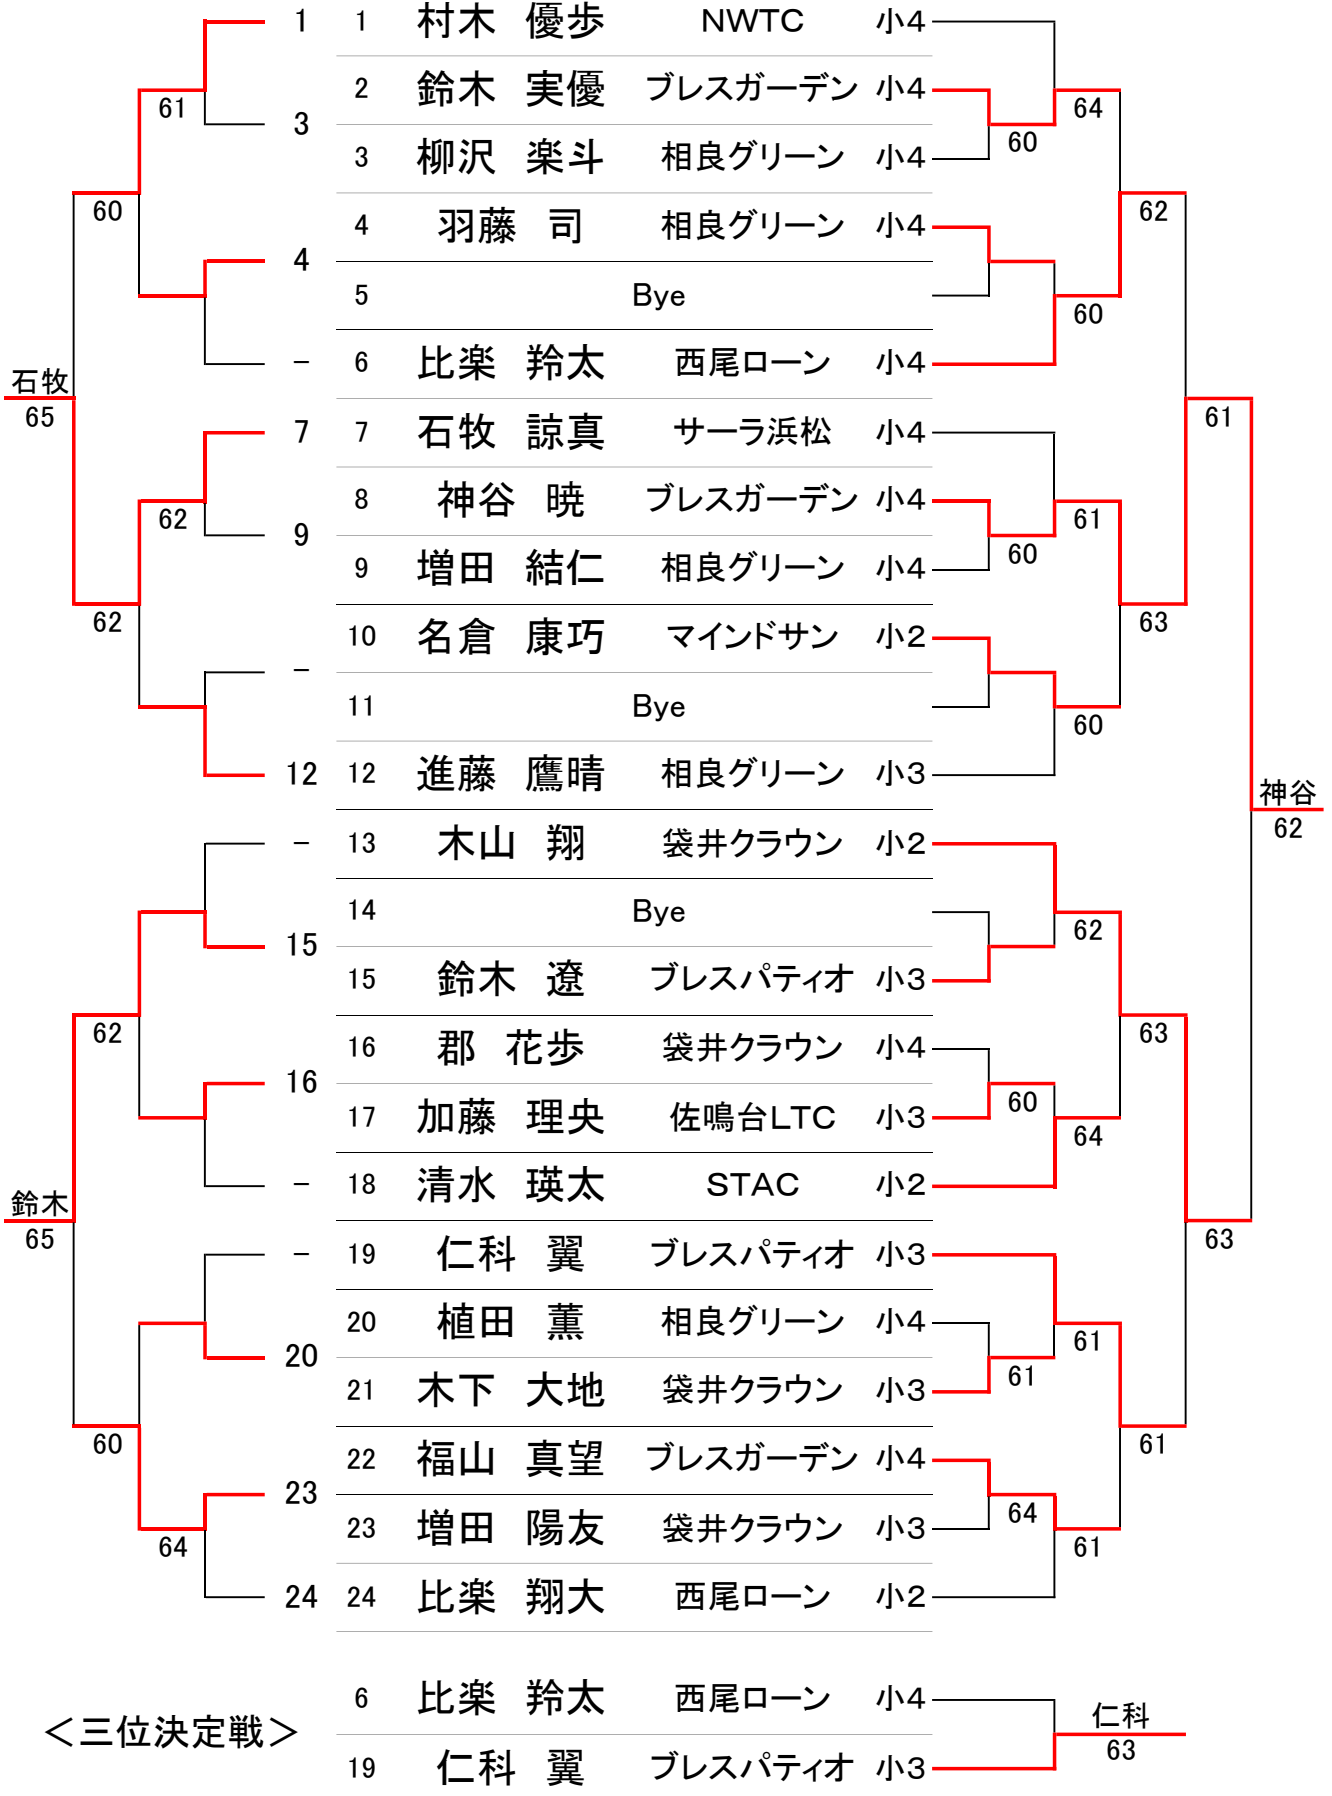 1 1 村木 優歩 NWTC 小4
2 鈴木 実優 ブレスガーデン 小4
61 64
3 60
3 柳沢 楽斗 相良グリーン 小4
60 62
4 羽藤 司 相良グリーン 小4
4
5 Bye
60
- 6 比楽 羚太 西尾ローン 小4
石牧
65 61
7 7 石牧 諒真 サーラ浜松 小4
8 神谷 暁 ブレスガーデン 小4
62 61
9 60
9 増田 結仁 相良グリーン 小4
62 63
10 名倉 康巧 マインドサン 小2
-
11 Bye
60
12 12 進藤 鷹晴 相良グリーン 小3
神谷
62
- 13 木山 翔 袋井クラウン 小2
14 Bye
62
15
15 鈴木 遼 ブレスパティオ 小3
62 63
16 郡 花歩 袋井クラウン 小4
16
60
17 加藤 理央 佐鳴台LTC 小3
64
- 18 清水 瑛太 STAC 小2
鈴木
65 63
- 19 仁科 翼 ブレスパティオ 小3
20 植田 薫 相良グリーン 小4
61
20
61
21 木下 大地 袋井クラウン 小3
60 61
22 福山 真望 ブレスガーデン 小4
23
64
23 増田 陽友 袋井クラウン 小3
64 61
24 24 比楽 翔大 西尾ローン 小2
6 比楽 羚太 西尾ローン 小4
＜三位決定戦＞
仁科
63
19 仁科 翼 ブレスパティオ 小3